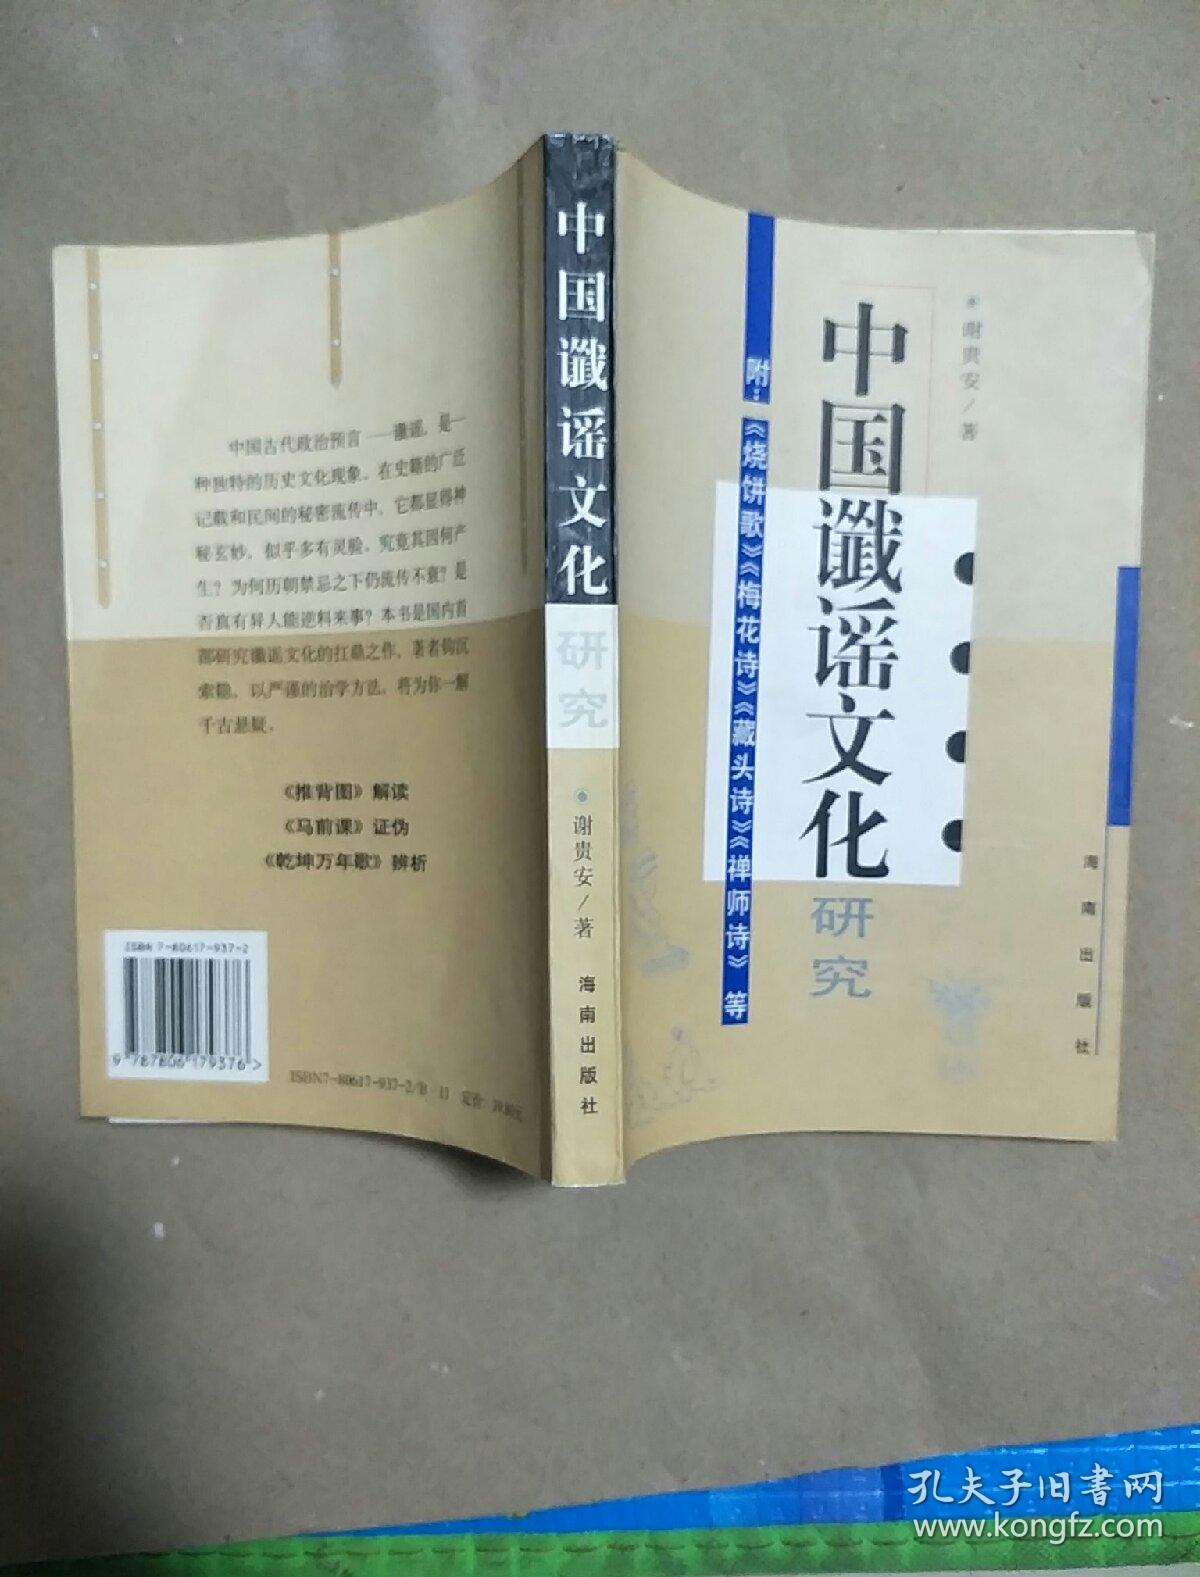 中国谶谣文化
研究
谢贵安/著
海南出版社
谢贵安/著
中国谶谣文化
研究
附:《烧饼歌》《梅花诗》《藏头诗》《禅师诗》等
海南出版社
中国古代政治预言——谶谣，是一
种独特的历史文化现象。在史籍的广泛
记载和民间的秘密流传中，它都显得神
秘玄妙，似乎多有灵验。究竟其因何产
生？为何历朝禁忌之下仍流传不衰？是
否真有异人能逆料来事？本书是国内首
部研究谶谣文化的扛鼎之作，著者钩沉
索隐，以严谨的治学方法，将为你一解
千古悬疑。
《推背图》解读
《马前课》证伪
《乾坤万年歌》辨析
ISBN 7-80617-937-2
9787806179376>
ISBN7-80617-937-2/B·11 定价:19.80元
孔夫子旧书网
www.kongfz.com